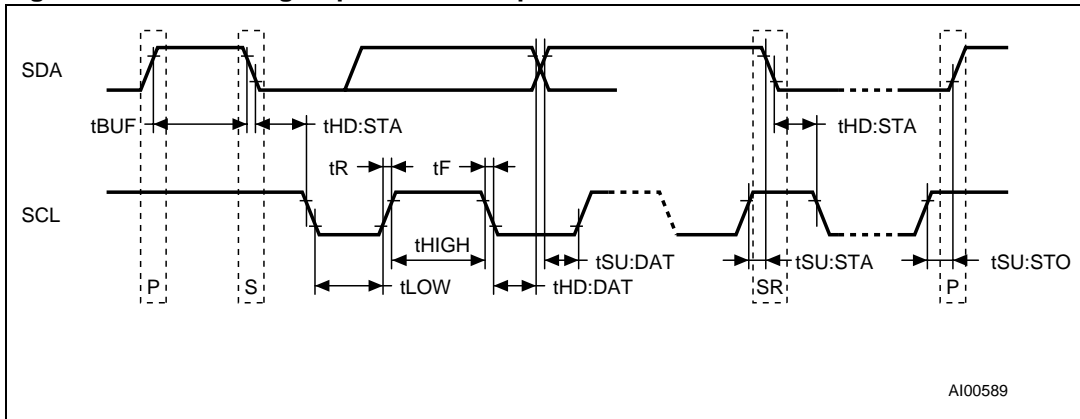 SDA
tBUF
tHD:STA
tHD:STA
tR
tF
SCL
tHIGH
tSU:DAT
tSU:STA
tSU:STO
P
S
tLOW
tHD:DAT
SR
P
AI00589